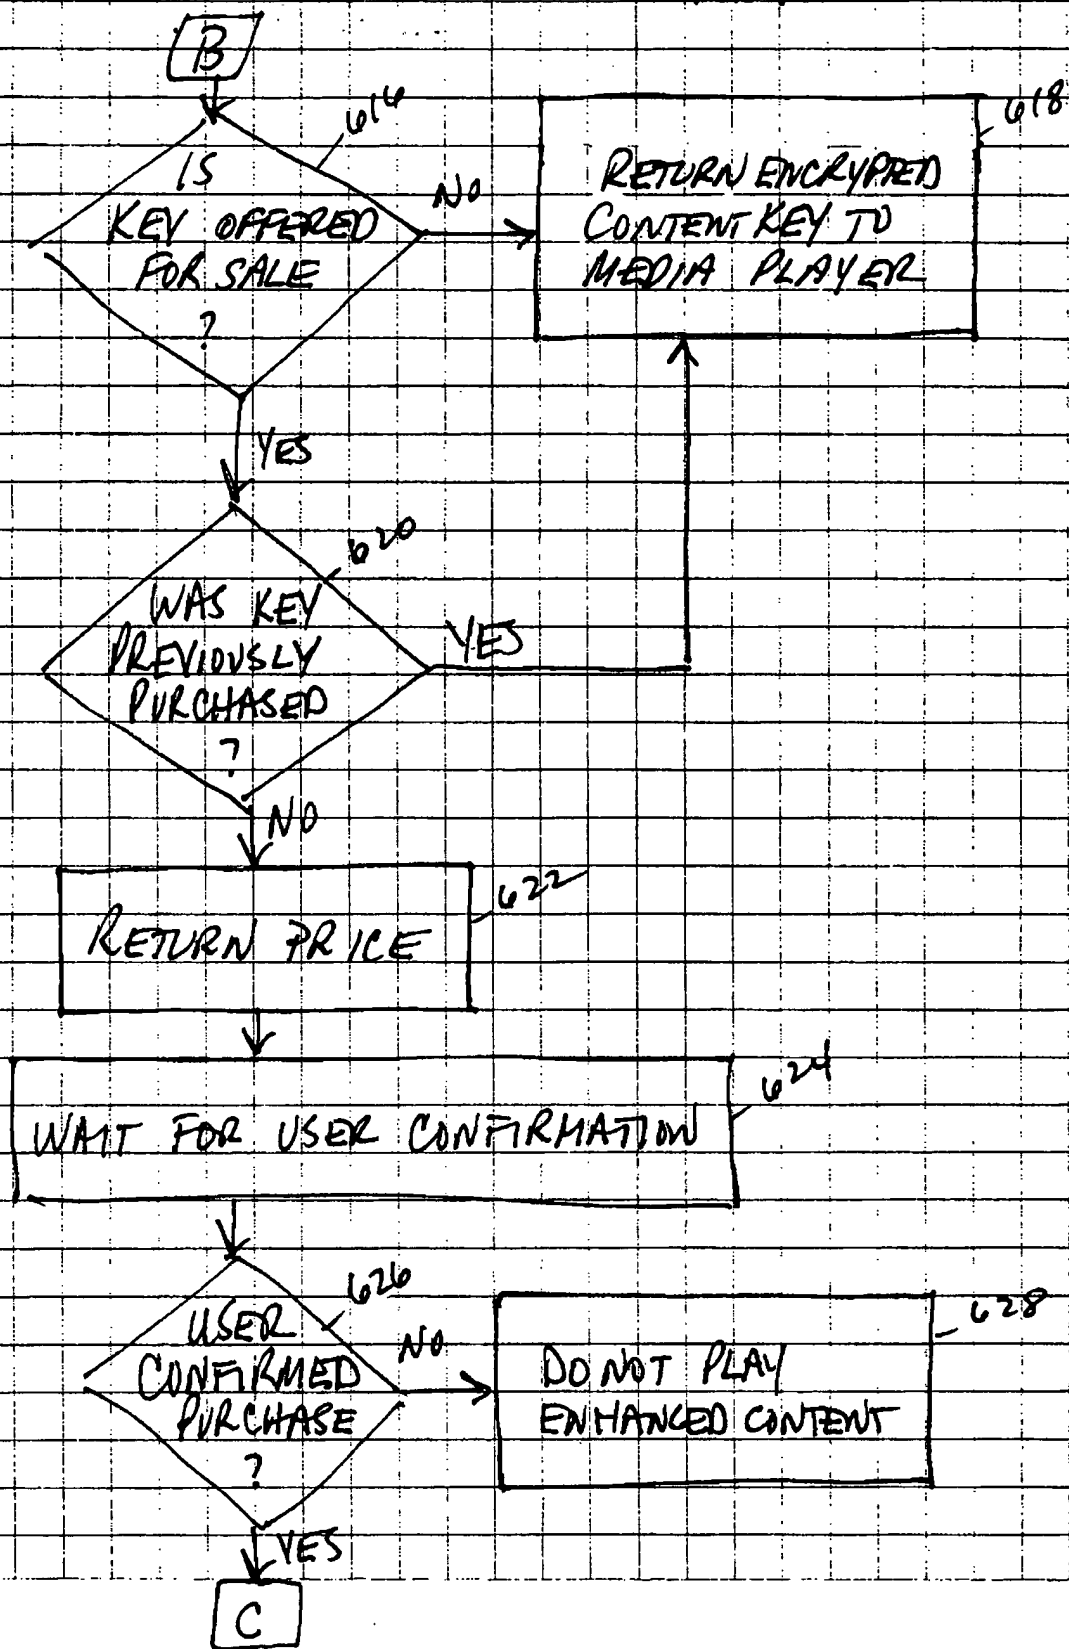 B
616
IS
KEY OFFERED
FOR SALE
?
NO
618
RETURN ENCRYPTED
CONTENT KEY TO
MEDIA PLAYER
YES
620
WAS KEY
PREVIOUSLY
PURCHASED
?
YES
NO
622
RETURN PRICE
624
WAIT FOR USER CONFIRMATION
626
USER
CONFIRMED
PURCHASE
?
NO
628
DO NOT PLAY
ENHANCED CONTENT
YES
C